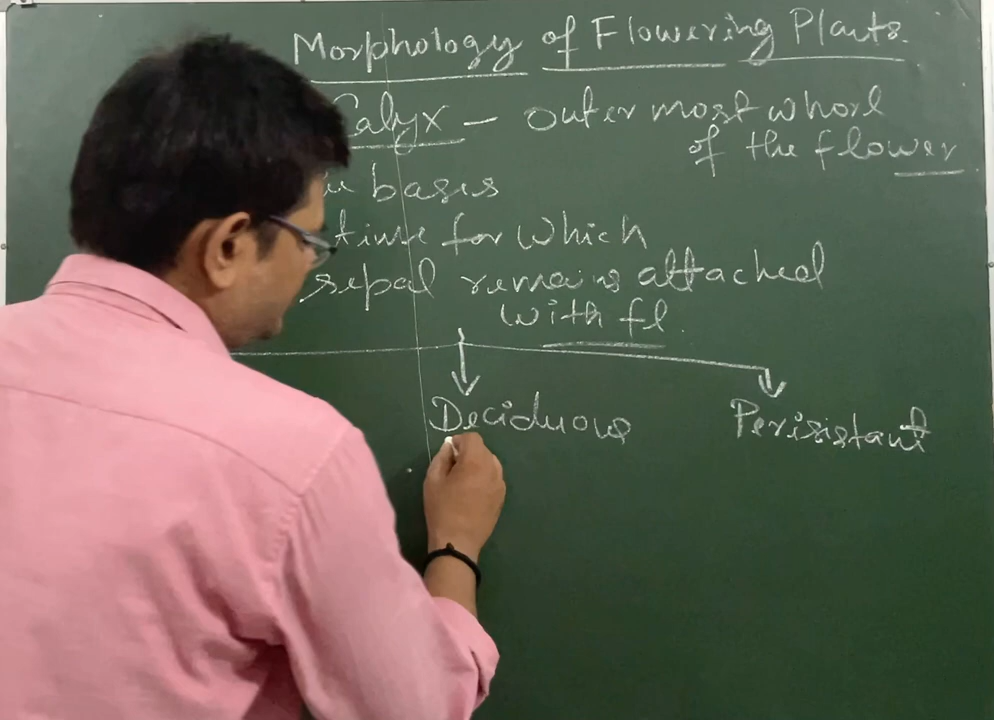 Morphology of Flowering Plants.
Calyx - outer most whorl
of the flower
basis
time for which
sepal remains attached
with fl.
Deciduous Perisistant